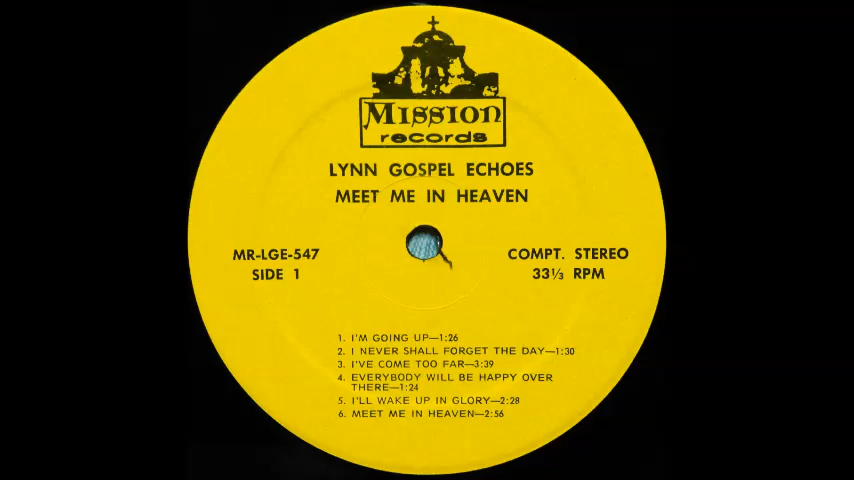 Mission
records
LYNN GOSPEL ECHOES
MEET ME IN HEAVEN
MR-LGE-547
SIDE 1
COMPT. STEREO
33⅓ RPM
1. I'M GOING UP—1:26
2. I NEVER SHALL FORGET THE DAY—1:30
3. I'VE COME TOO FAR—3:39
4. EVERYBODY WILL BE HAPPY OVER
THERE—1:24
5. I'LL WAKE UP IN GLORY—2:28
6. MEET ME IN HEAVEN—2:56